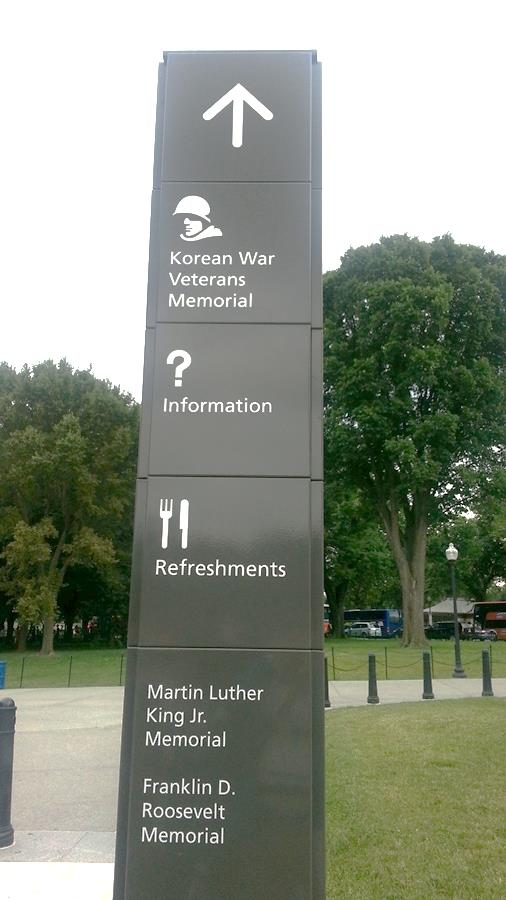 Korean War
Veterans
Memorial
?
Information
Refreshments
Martin Luther
King Jr.
Memorial
Franklin D.
Roosevelt
Memorial